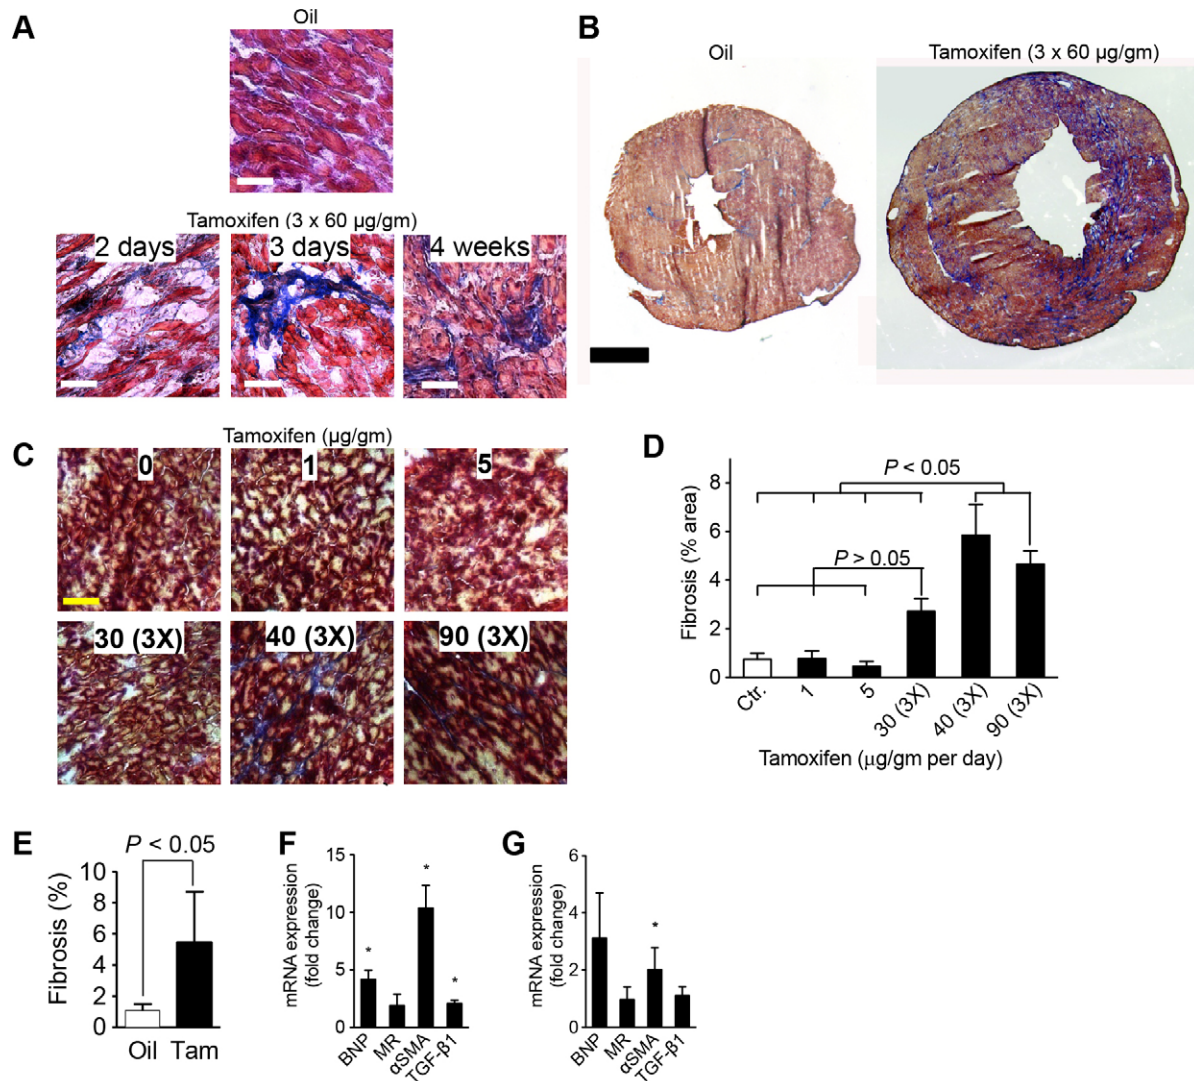 A
Oil
Tamoxifen (3 x 60 µg/gm)
2 days
3 days
4 weeks
B
Oil
Tamoxifen (3 x 60 µg/gm)
C
Tamoxifen (µg/gm)
0
1
5
30 (3X)
40 (3X)
90 (3X)
D
P < 0.05
P > 0.05
Fibrosis (% area)
8
6
4
2
0
Ctr.
1
5
30 (3X)
40 (3X)
90 (3X)
Tamoxifen (µg/gm per day)
E
P < 0.05
Fibrosis (%)
10
8
6
4
2
0
Oil
Tam
F
mRNA expression
(fold change)
15
10
5
0
*
*
*
BNP
MR
αSMA
TGF-β1
G
mRNA expression
(fold change)
6
4
2
0
*
BNP
MR
αSMA
TGF-β1